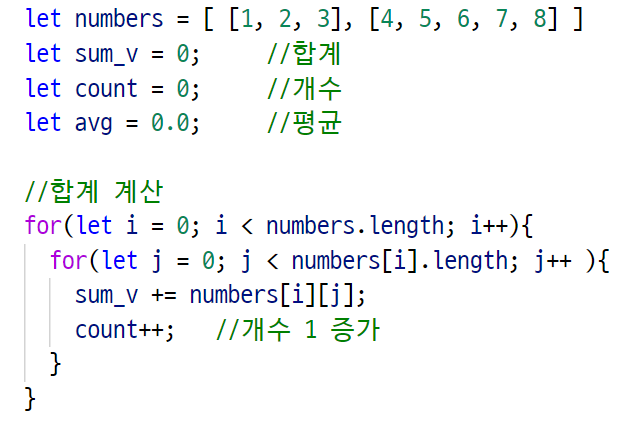 let numbers = [ [1, 2, 3], [4, 5, 6, 7, 8] ]
let sum_v = 0;     //합계
let count = 0;     //개수
let avg = 0.0;     //평균

//합계 계산
for(let i = 0; i < numbers.length; i++){
  for(let j = 0; j < numbers[i].length; j++ ){
    sum_v += numbers[i][j];
    count++;   //개수 1 증가
  }
}